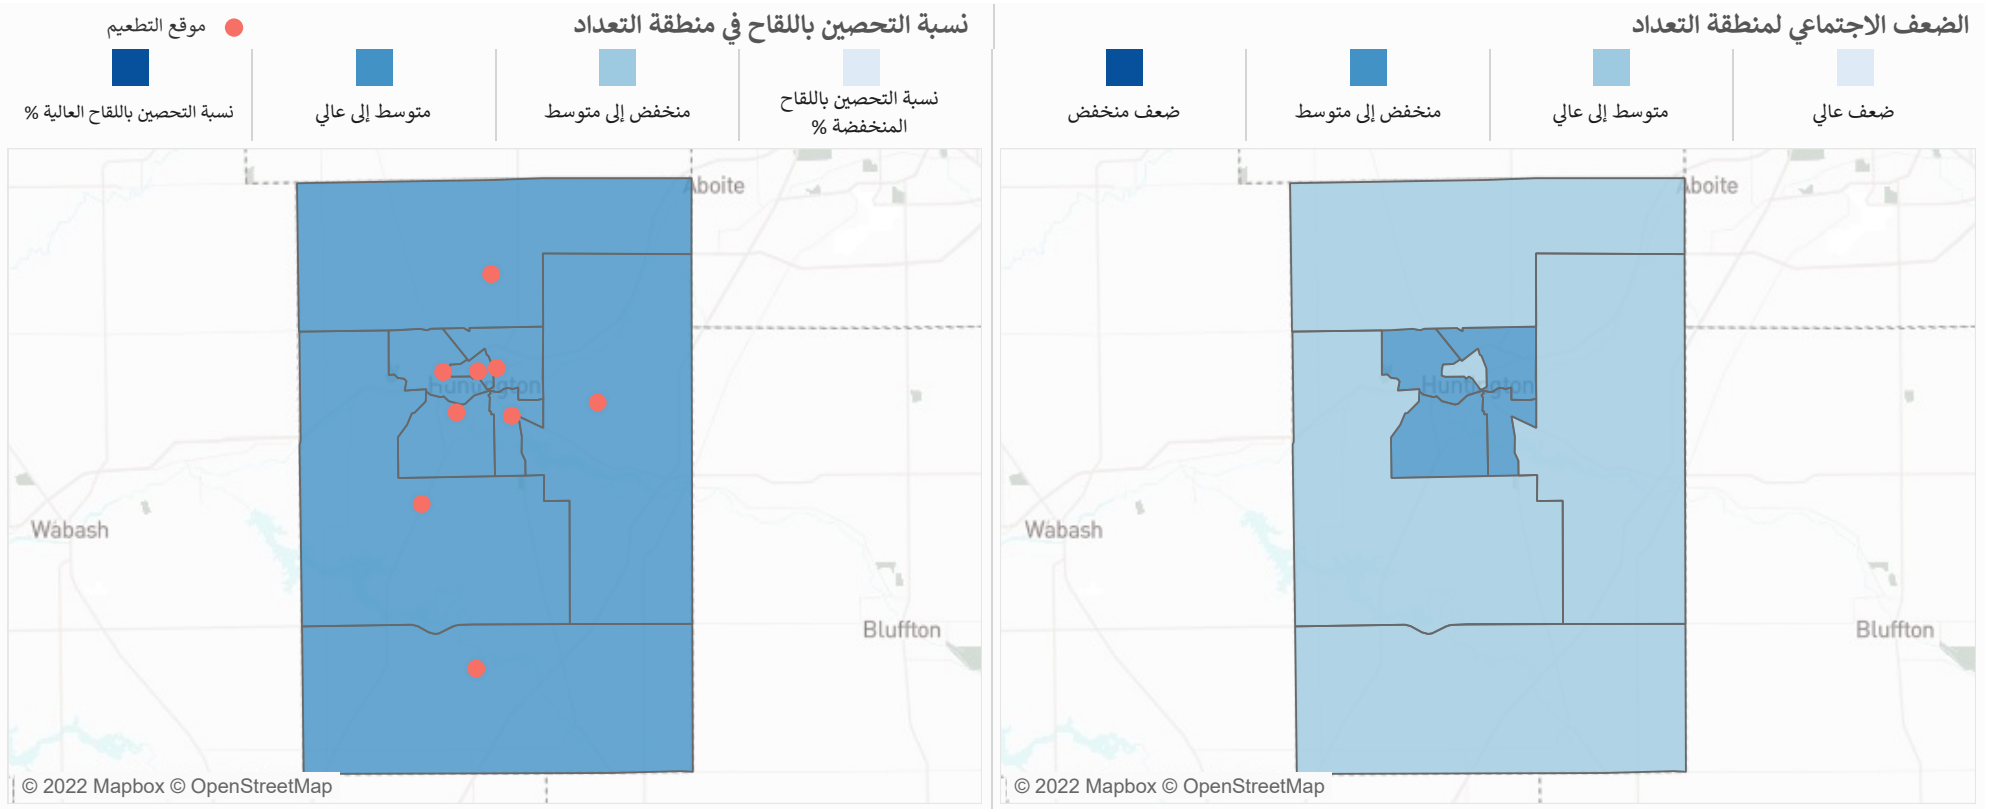 الضعف الاجتماعي لمنطقة التعداد
ضعف عالي
متوسط إلى عالي
منخفض إلى متوسط
ضعف منخفض
Aboite
Huntington
Wabash
Bluffton
© 2022 Mapbox © OpenStreetMap
نسبة التحصين باللقاح في منطقة التعداد
موقع التطعيم
نسبة التحصين باللقاح
المنخفضة %
منخفض إلى متوسط
متوسط إلى عالي
نسبة التحصين باللقاح العالية %
Aboite
Huntington
Wabash
Bluffton
© 2022 Mapbox © OpenStreetMap